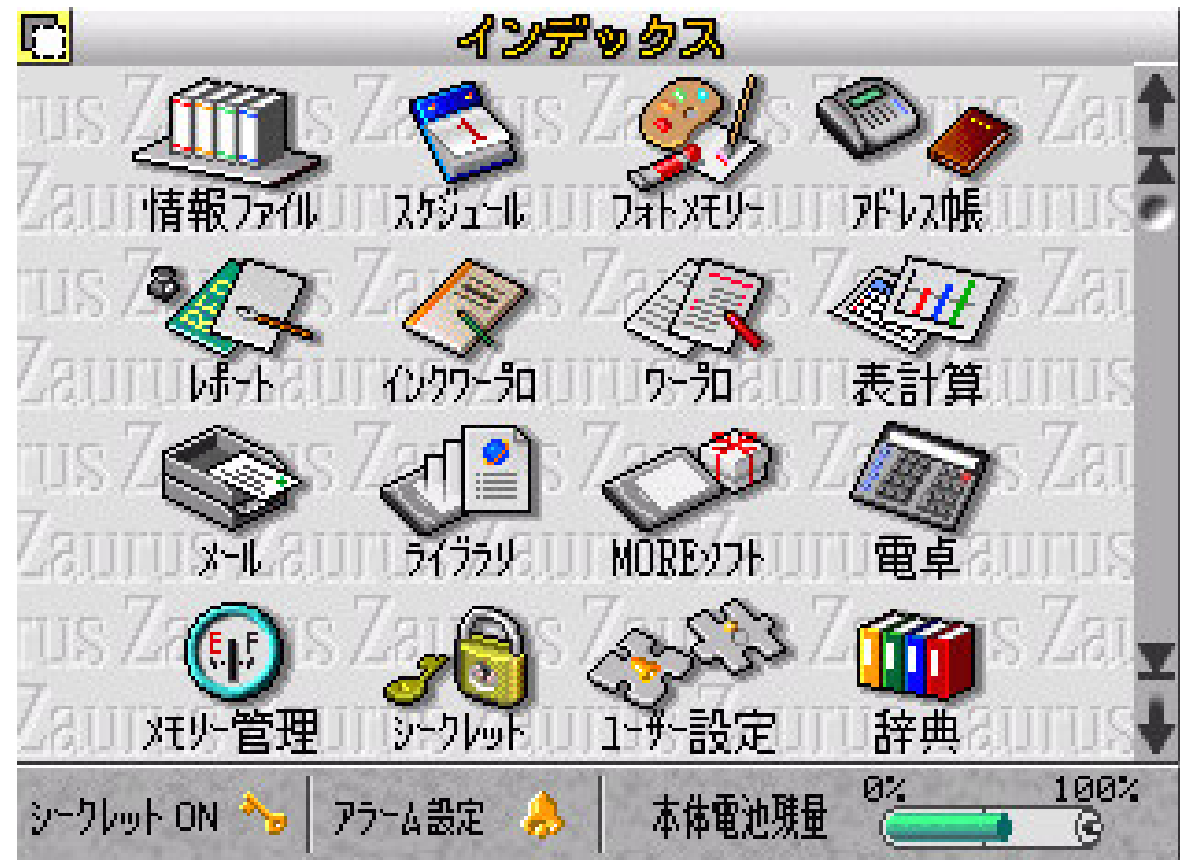 インデックス
情報ファイル スケジュール フォトメモリー アドレス帳
レポート インクワープロ ワープロ 表計算
メール ライブラリ MOREソフト 電卓
E F
メモリー管理 シークレット ユーザー設定 辞典
シークレット ON アラーム設定 本体電池残量 0% 100%
Zaurus